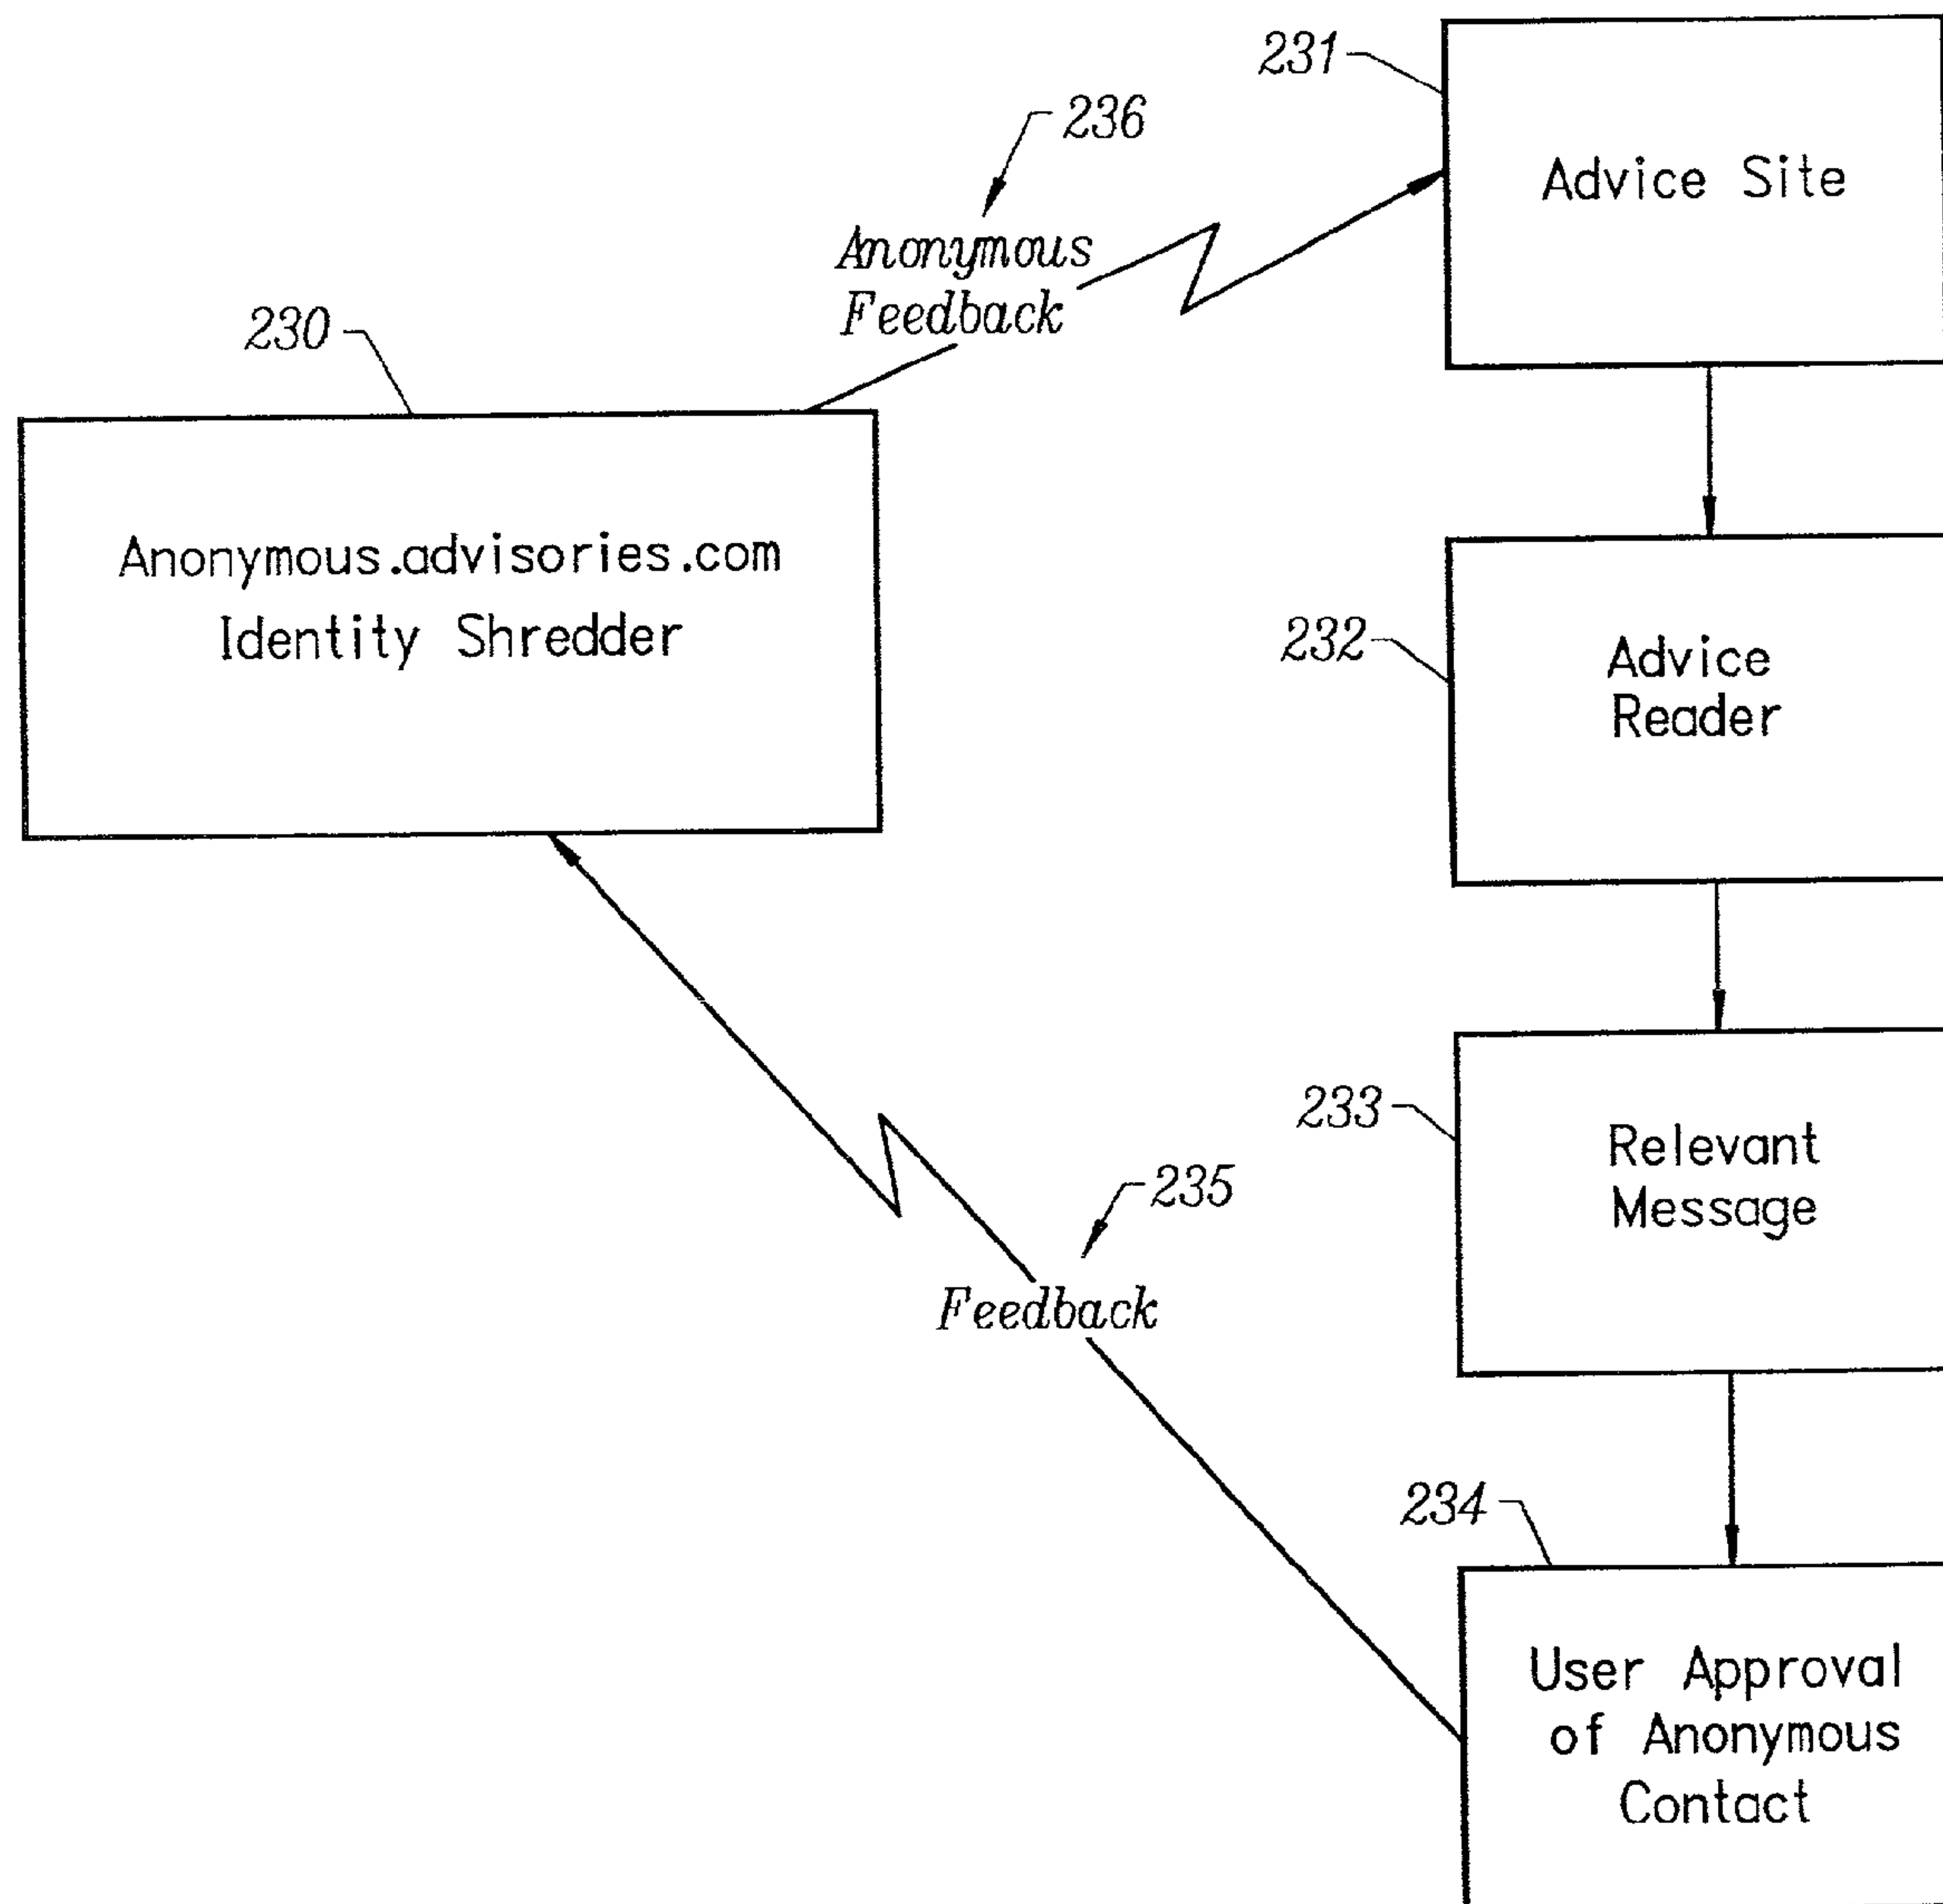 231
Advice Site
236
Anonymous
Feedback
230
Anonymous.advisories.com
Identity Shredder
232
Advice
Reader
233
Relevant
Message
235
Feedback
234
User Approval
of Anonymous
Contact